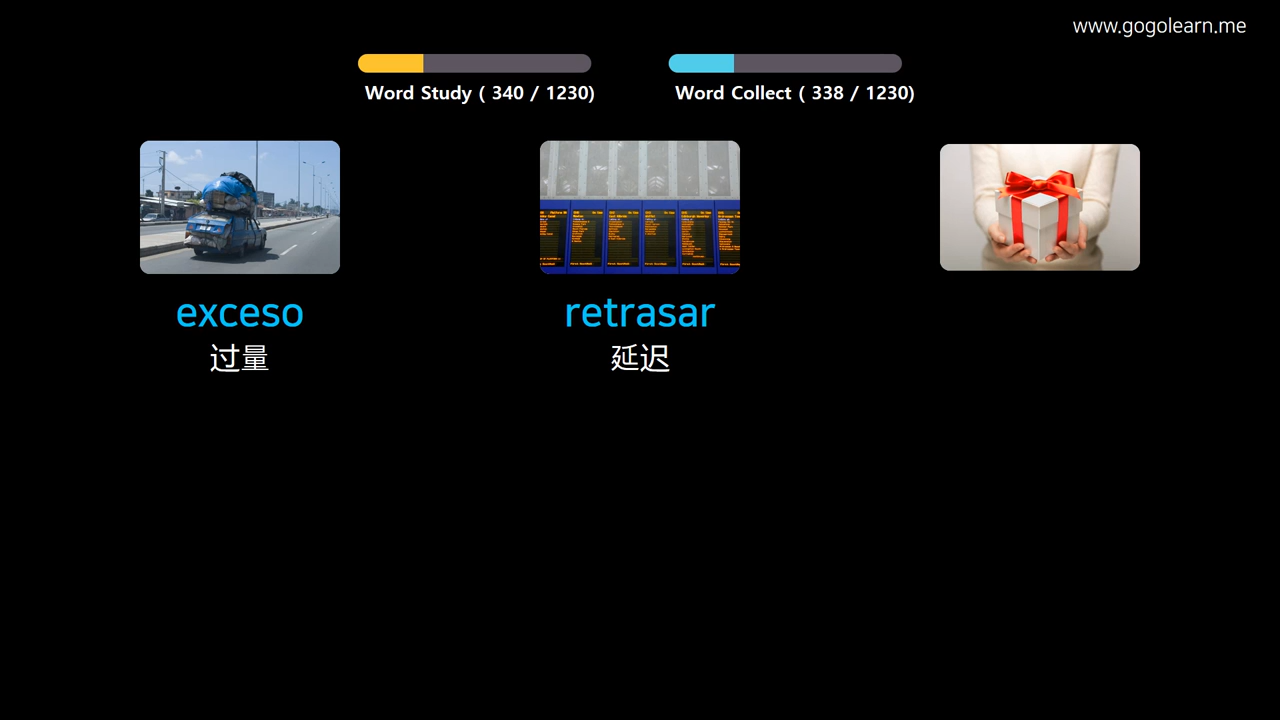 www.gogolearn.me
Word Study ( 340 / 1230)
Word Collect ( 338 / 1230)
exceso
retrasar
过量
延迟